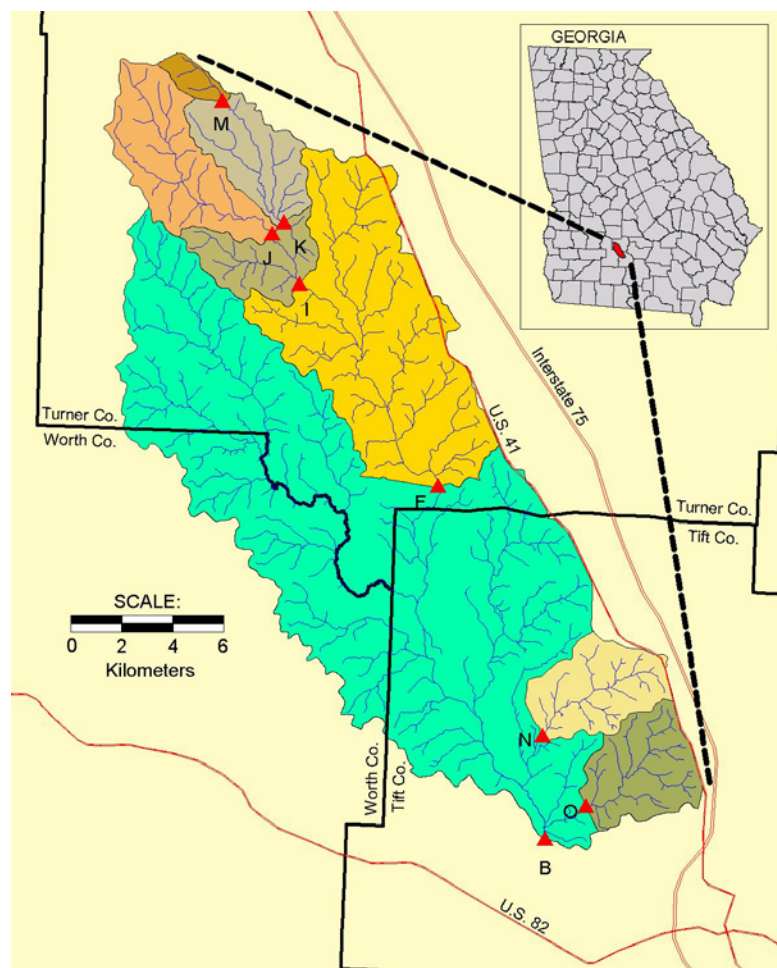 GEORGIA
M
K
J
I
Interstate 75
U.S. 41
Turner Co.
Worth Co.
F
Turner Co.
Tift Co.
SCALE:
0 2 4 6
Kilometers
N
Worth Co.
Tift Co.
O
B
U.S. 82